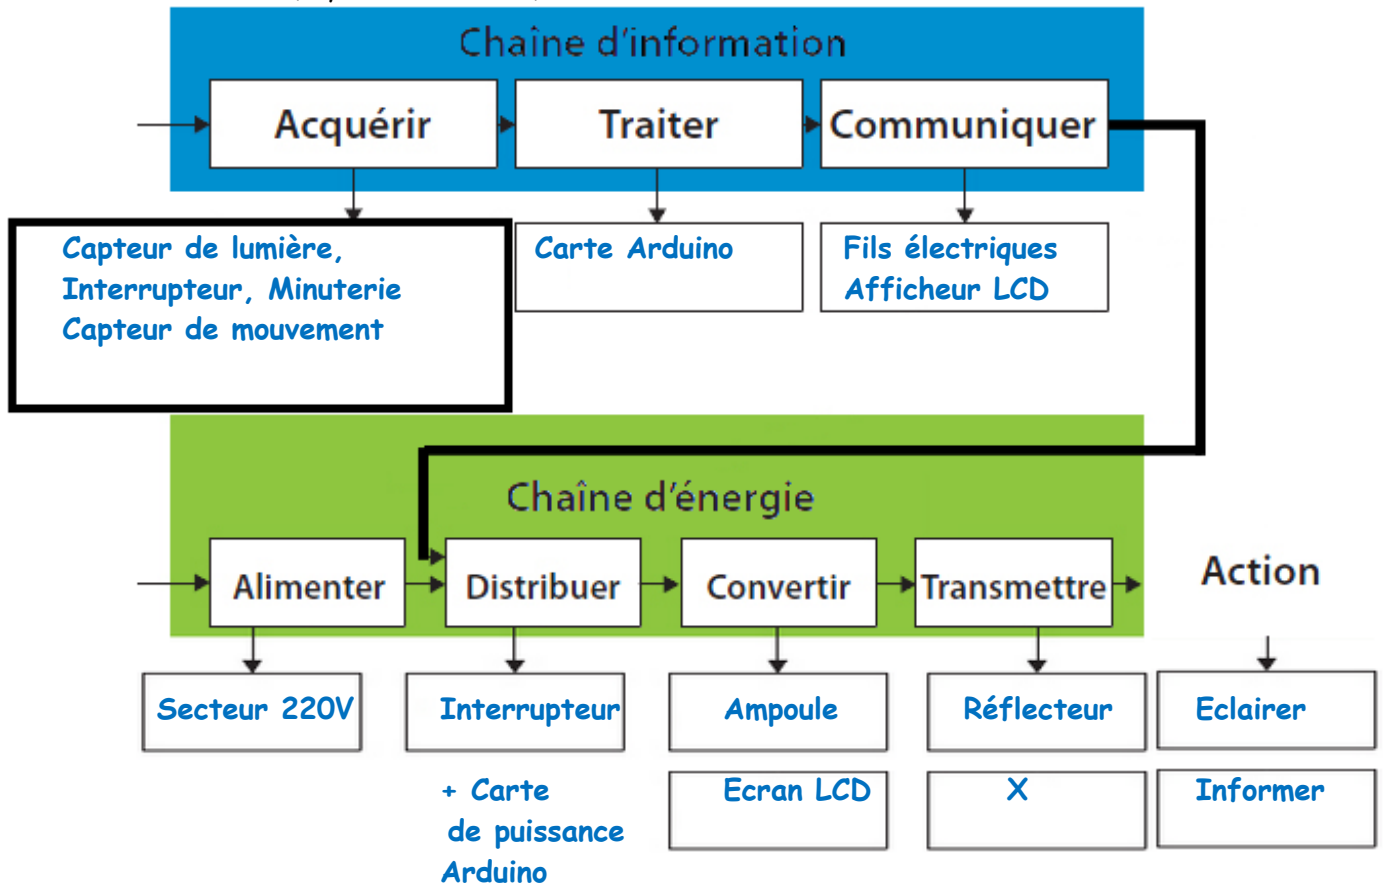 Chaîne d'information
Acquérir
Traiter
Communiquer
Capteur de lumière,
Interrupteur, Minuterie
Capteur de mouvement
Carte Arduino
Fils électriques
Afficheur LCD
Chaîne d'énergie
Alimenter
Distribuer
Convertir
Transmettre
Action
Secteur 220V
Interrupteur
Ampoule
Réflecteur
Eclairer
+ Carte
de puissance
Arduino
Ecran LCD
X
Informer